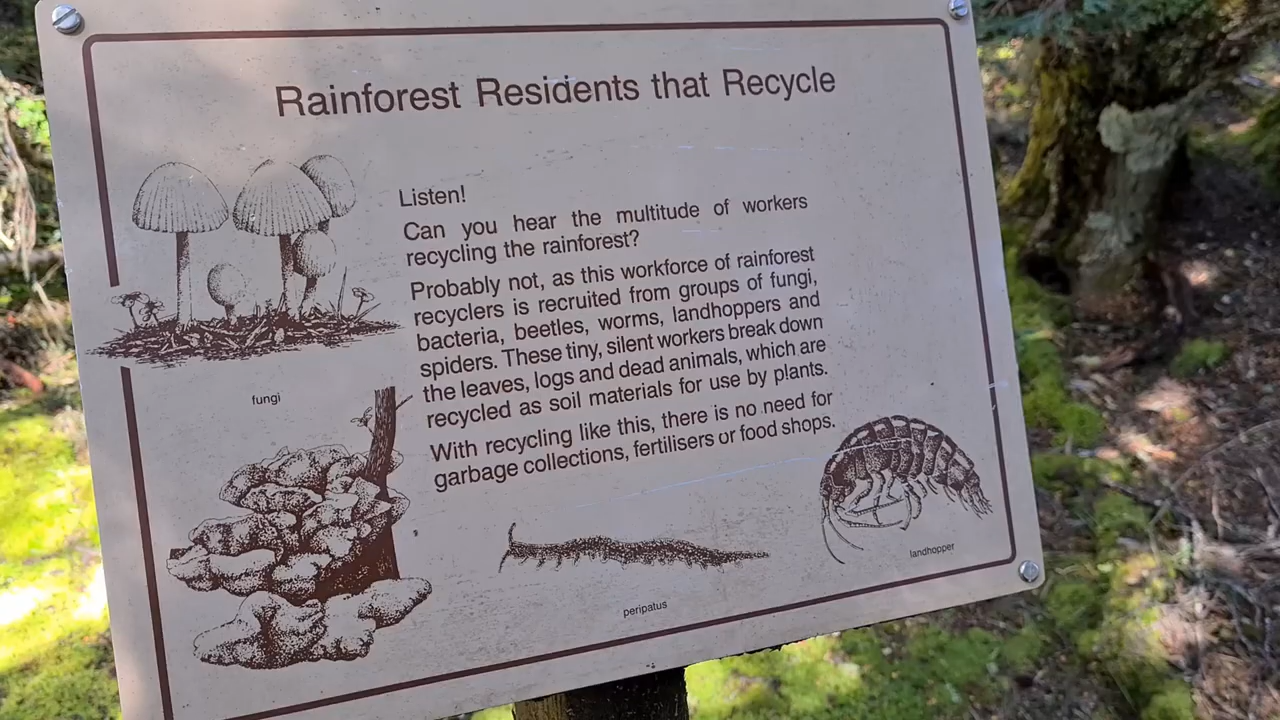 Rainforest Residents that Recycle
Listen!
Can you hear the multitude of workers
recycling the rainforest?
Probably not, as this workforce of rainforest
recyclers is recruited from groups of fungi,
bacteria, beetles, worms, landhoppers and
spiders. These tiny, silent workers break down
the leaves, logs and dead animals, which are
recycled as soil materials for use by plants.
With recycling like this, there is no need for
garbage collections, fertilisers or food shops.
fungi
peripatus
landhopper